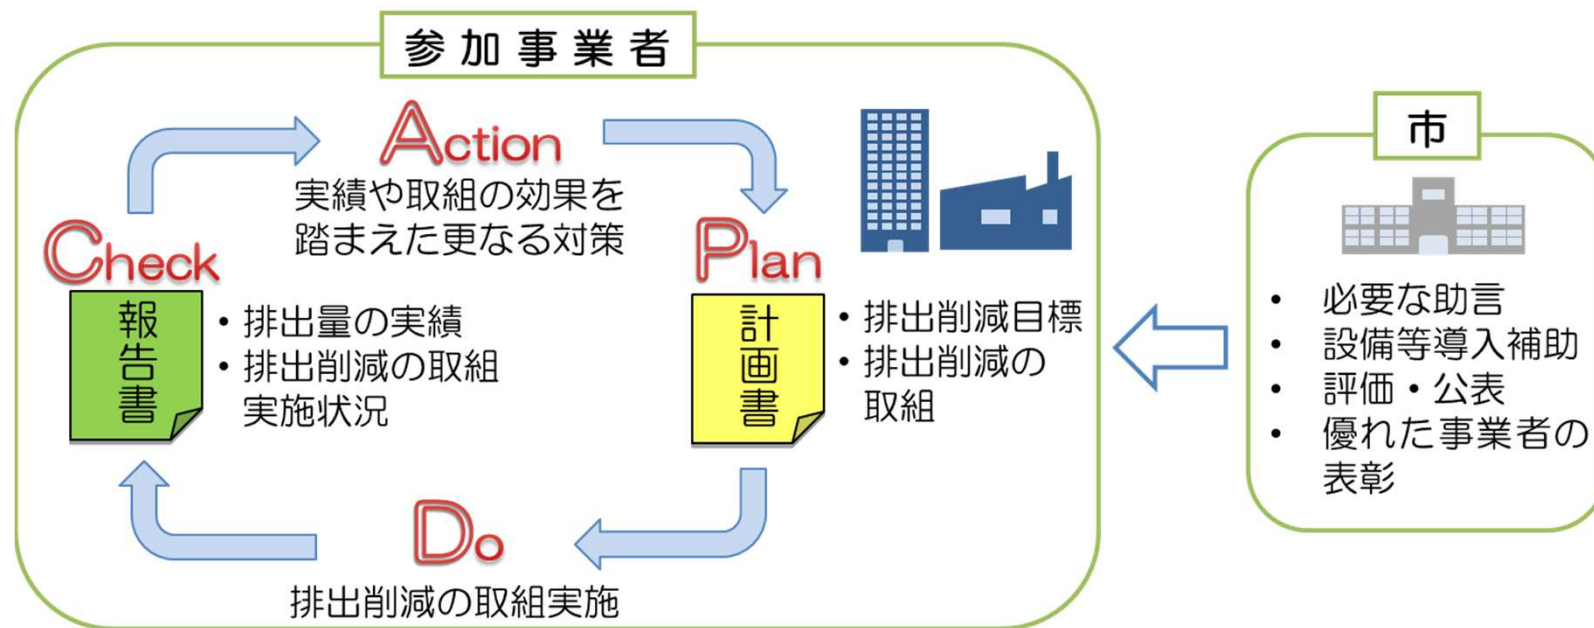 参加事業者
Action
実績や取組の効果を
踏まえた更なる対策
Plan
計画書
・排出削減目標
・排出削減の
取組
Do
排出削減の取組実施
Check
報告書
・排出量の実績
・排出削減の取組
実施状況
市
• 必要な助言
• 設備等導入補助
• 評価・公表
• 優れた事業者の
表彰